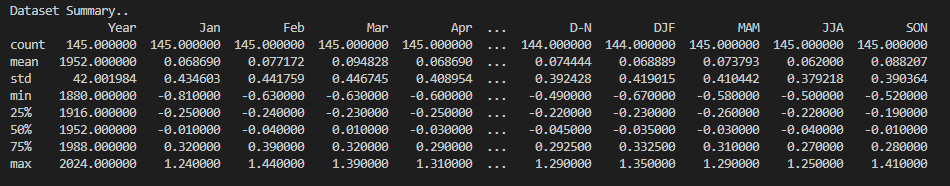 Dataset Summary..
Year Jan Feb Mar Apr ... D-N DJF MAM JJA SON
count 145.000000 145.000000 145.000000 145.000000 145.000000 ... 144.000000 144.000000 145.000000 145.000000 145.000000
mean 1952.000000 0.068690 0.077172 0.094828 0.068690 ... 0.074444 0.068889 0.073793 0.062000 0.088207
std 42.001984 0.434603 0.441759 0.446745 0.408954 ... 0.392428 0.419015 0.410442 0.379218 0.390364
min 1880.000000 -0.810000 -0.630000 -0.630000 -0.600000 ... -0.490000 -0.670000 -0.580000 -0.500000 -0.520000
25% 1916.000000 -0.250000 -0.240000 -0.230000 -0.250000 ... -0.220000 -0.230000 -0.260000 -0.220000 -0.190000
50% 1952.000000 -0.010000 -0.040000 0.010000 -0.030000 ... -0.045000 -0.035000 -0.030000 -0.040000 -0.010000
75% 1988.000000 0.320000 0.390000 0.320000 0.290000 ... 0.292500 0.332500 0.310000 0.270000 0.280000
max 2024.000000 1.240000 1.440000 1.390000 1.310000 ... 1.290000 1.350000 1.290000 1.250000 1.410000